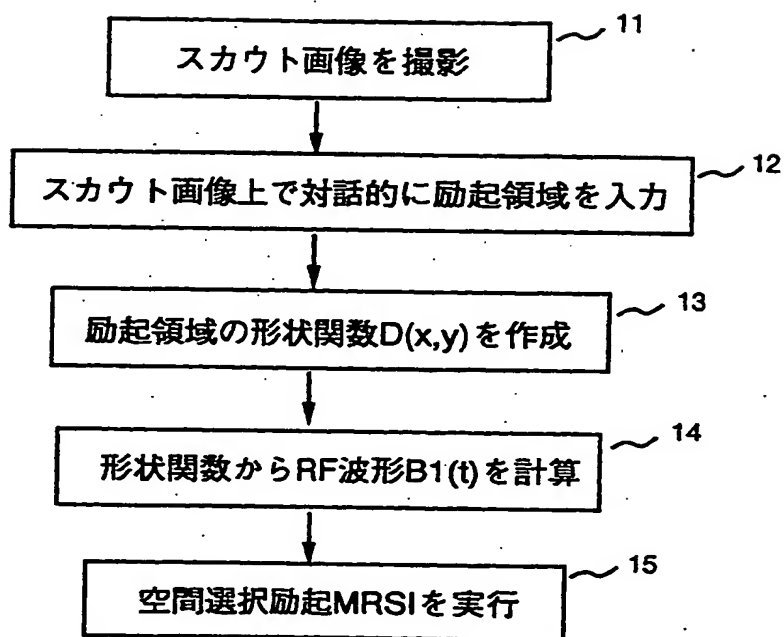 スカウト画像を撮影
11
スカウト画像上で対話的に励起領域を入力
12
励起領域の形状関数D(x,y)を作成
13
形状関数からRF波形B1(t)を計算
14
空間選択励起MRSIを実行
15